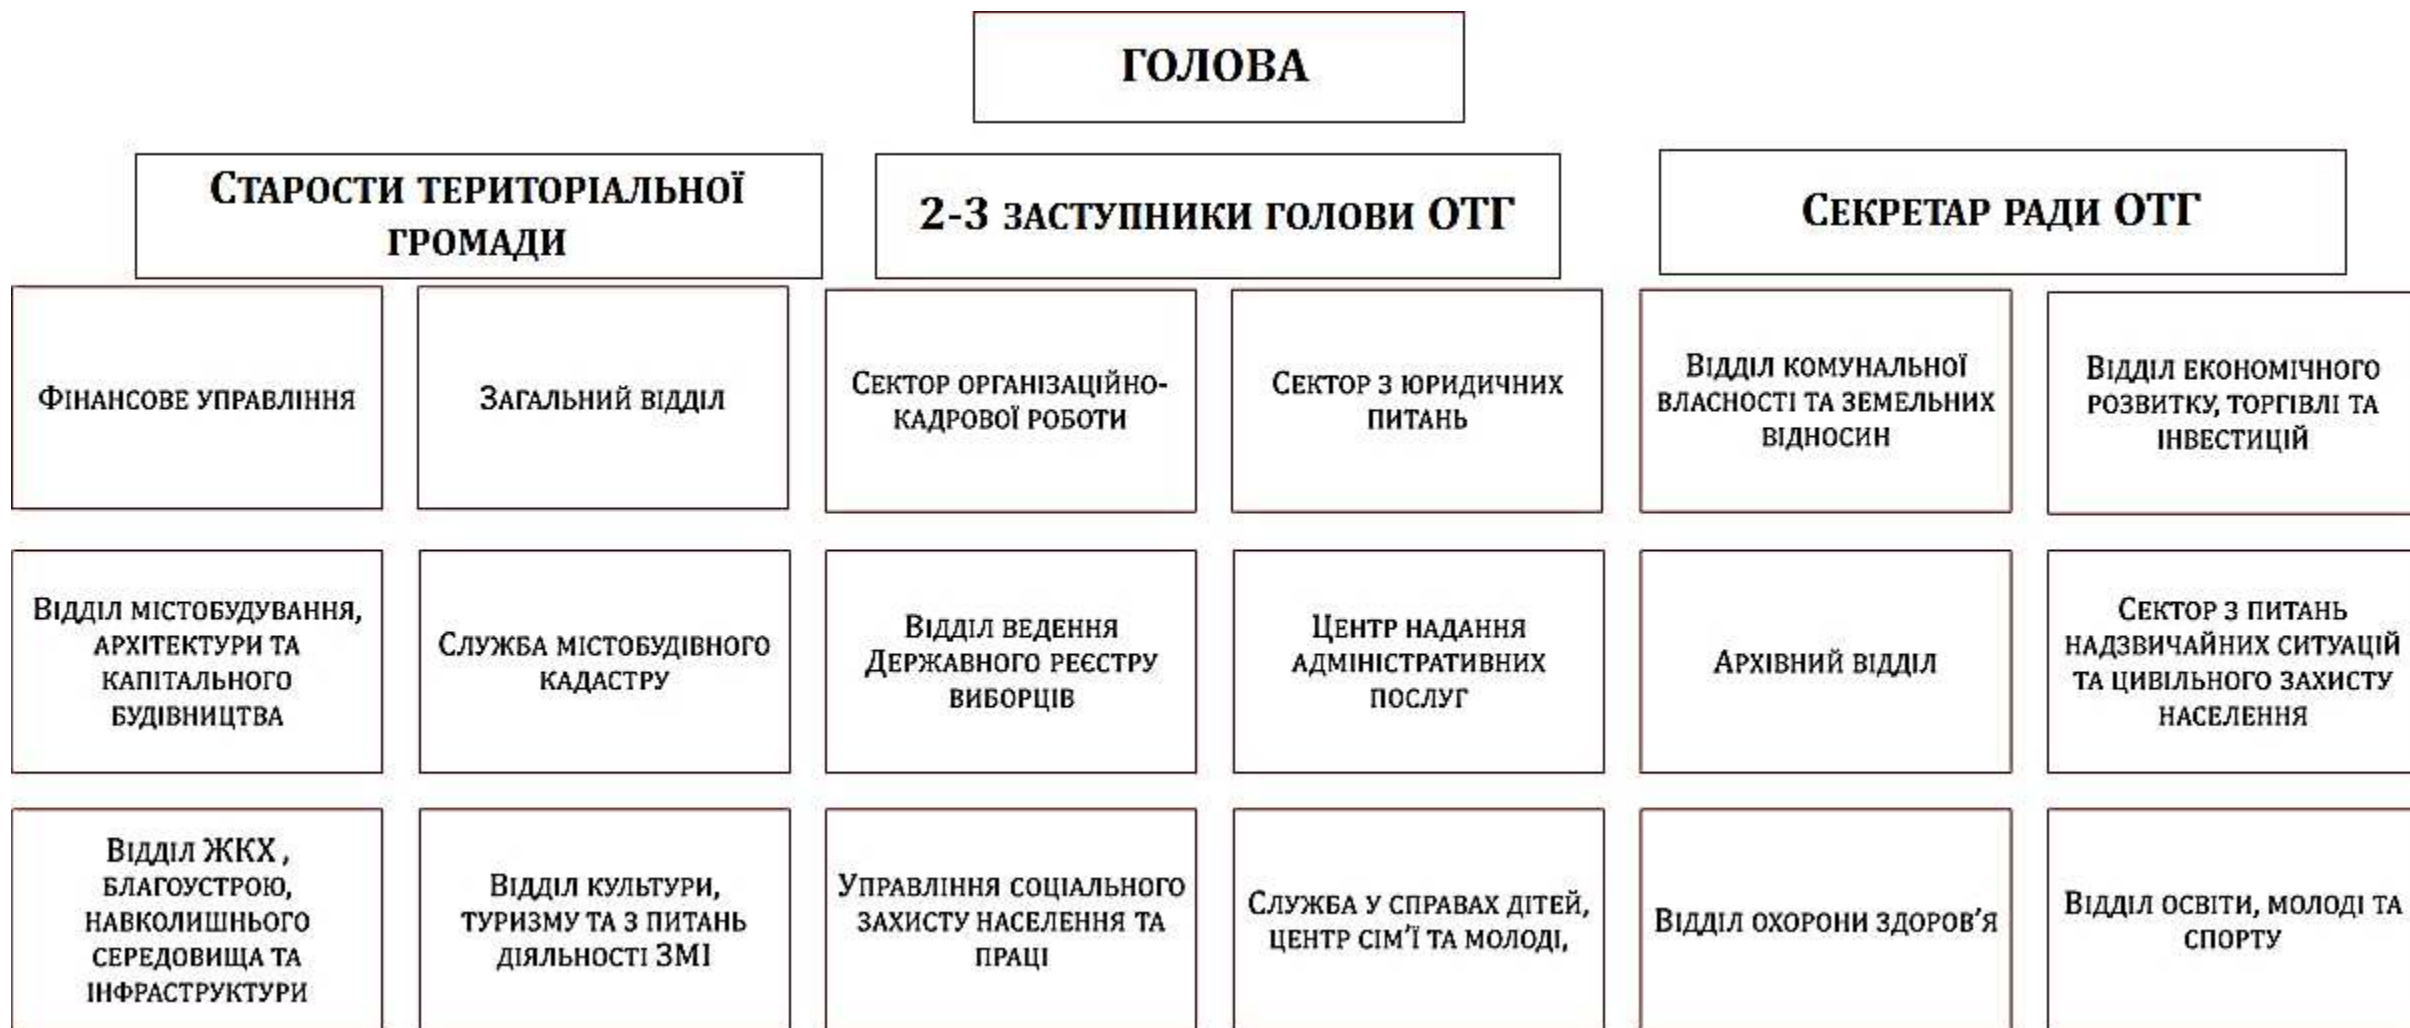 ГОЛОВА
СТАРОСТИ ТЕРИТОРІАЛЬНОЇ
ГРОМАДИ
2-3 ЗАСТУПНИКИ ГОЛОВИ ОТГ
СЕКРЕТАР РАДИ ОТГ
ФІНАНСОВЕ УПРАВЛІННЯ
ЗАГАЛЬНИЙ ВІДДІЛ
СЕКТОР ОРГАНІЗАЦІЙНО-
КАДРОВОЇ РОБОТИ
СЕКТОР З ЮРИДИЧНИХ
ПИТАНЬ
ВІДДІЛ КОМУНАЛЬНОЇ
ВЛАСНОСТІ ТА ЗЕМЕЛЬНИХ
ВІДНОСИН
ВІДДІЛ ЕКОНОМІЧНОГО
РОЗВИТКУ, ТОРГІВЛІ ТА
ІНВЕСТИЦІЙ
ВІДДІЛ МІСТОБУДУВАННЯ,
АРХІТЕКТУРИ ТА
КАПІТАЛЬНОГО
БУДІВНИЦТВА
СЛУЖБА МІСТОБУДІВНОГО
КАДАСТРУ
ВІДДІЛ ВЕДЕННЯ
ДЕРЖАВНОГО РЕЄСТРУ
ВИБОРЦІВ
ЦЕНТР НАДАННЯ
АДМІНІСТРАТИВНИХ
ПОСЛУГ
АРХІВНИЙ ВІДДІЛ
СЕКТОР З ПИТАНЬ
НАДЗВИЧАЙНИХ СИТУАЦІЙ
ТА ЦИВІЛЬНОГО ЗАХИСТУ
НАСЕЛЕННЯ
ВІДДІЛ ЖКХ ,
БЛАГОУСТРОЮ,
НАВКОЛИШНЬОГО
СЕРЕДОВИЩА ТА
ІНФРАСТРУКТУРИ
ВІДДІЛ КУЛЬТУРИ,
ТУРИЗМУ ТА З ПИТАНЬ
ДІЯЛЬНОСТІ ЗМІ
УПРАВЛІННЯ СОЦІАЛЬНОГО
ЗАХИСТУ НАСЕЛЕННЯ ТА
ПРАЦІ
СЛУЖБА У СПРАВАХ ДІТЕЙ,
ЦЕНТР СІМ'Ї ТА МОЛОДІ,
ВІДДІЛ ОХОРОНИ ЗДОРОВ'Я
ВІДДІЛ ОСВІТИ, МОЛОДІ ТА
СПОРТУ